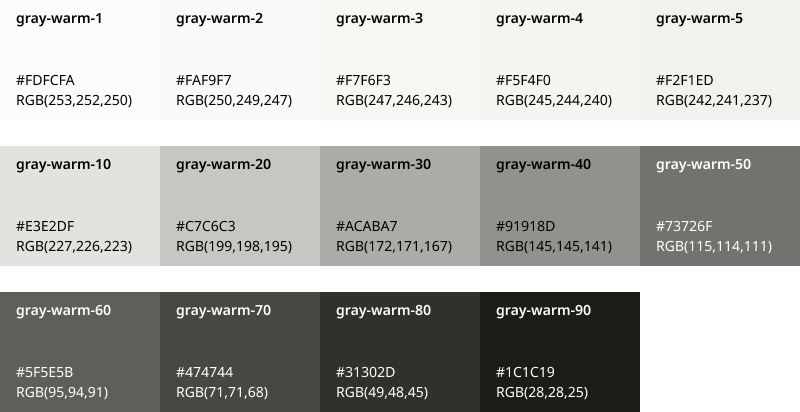 gray-warm-1
#FDFCFA
RGB(253,252,250)
gray-warm-2
#FAF9F7
RGB(250,249,247)
gray-warm-3
#F7F6F3
RGB(247,246,243)
gray-warm-4
#F5F4F0
RGB(245,244,240)
gray-warm-5
#F2F1ED
RGB(242,241,237)
gray-warm-10
#E3E2DF
RGB(227,226,223)
gray-warm-20
#C7C6C3
RGB(199,198,195)
gray-warm-30
#ACABA7
RGB(172,171,167)
gray-warm-40
#91918D
RGB(145,145,141)
gray-warm-50
#73726F
RGB(115,114,111)
gray-warm-60
#5F5E5B
RGB(95,94,91)
gray-warm-70
#474744
RGB(71,71,68)
gray-warm-80
#31302D
RGB(49,48,45)
gray-warm-90
#1C1C19
RGB(28,28,25)